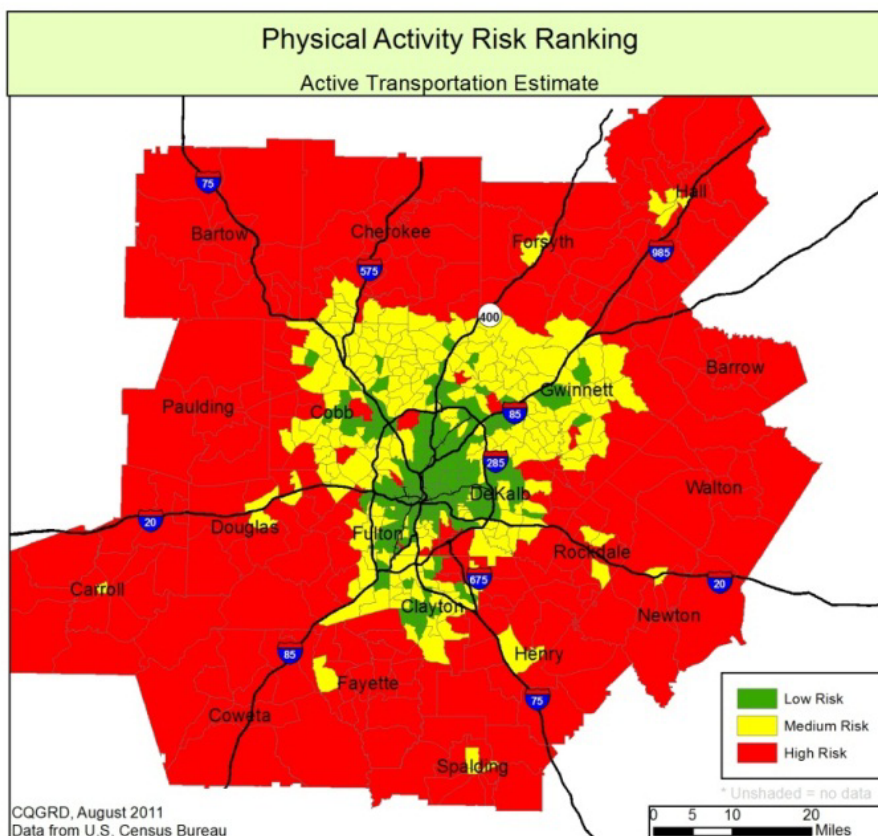 Physical Activity Risk Ranking
Active Transportation Estimate
75
Hall
Bartow
Cherokee
Forsyth
985
575
400
Barrow
Gwinnett
Paulding
Cobb
85
285
Walton
DeKalb
20
Douglas
Fulton
Rockdale
675
20
Carroll
Clayton
Newton
Henry
85
Fayette
75
Coweta
Spalding
Low Risk
Medium Risk
High Risk
* Unshaded = no data
CQGRD, August 2011
Data from U.S. Census Bureau
0 5 10 20
Miles